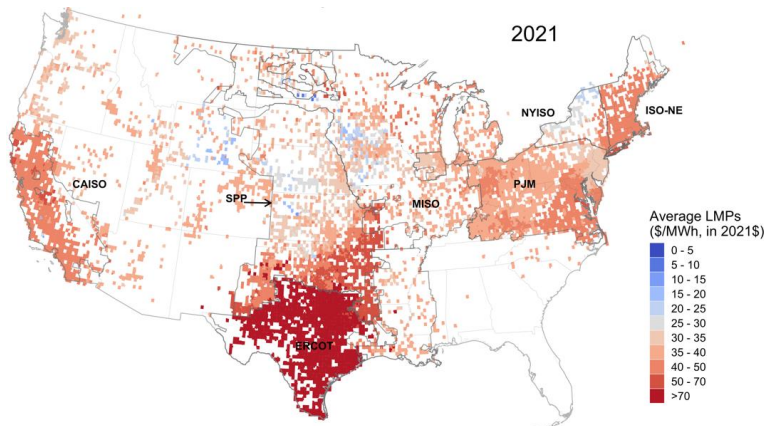 2021
NYISO
ISO-NE
CAISO
SPP
MISO
PJM
ERCOT
Average LMPs
($/MWh, in 2021$)
0 - 5
5 - 10
10 - 15
15 - 20
20 - 25
25 - 30
30 - 35
35 - 40
40 - 50
50 - 70
>70